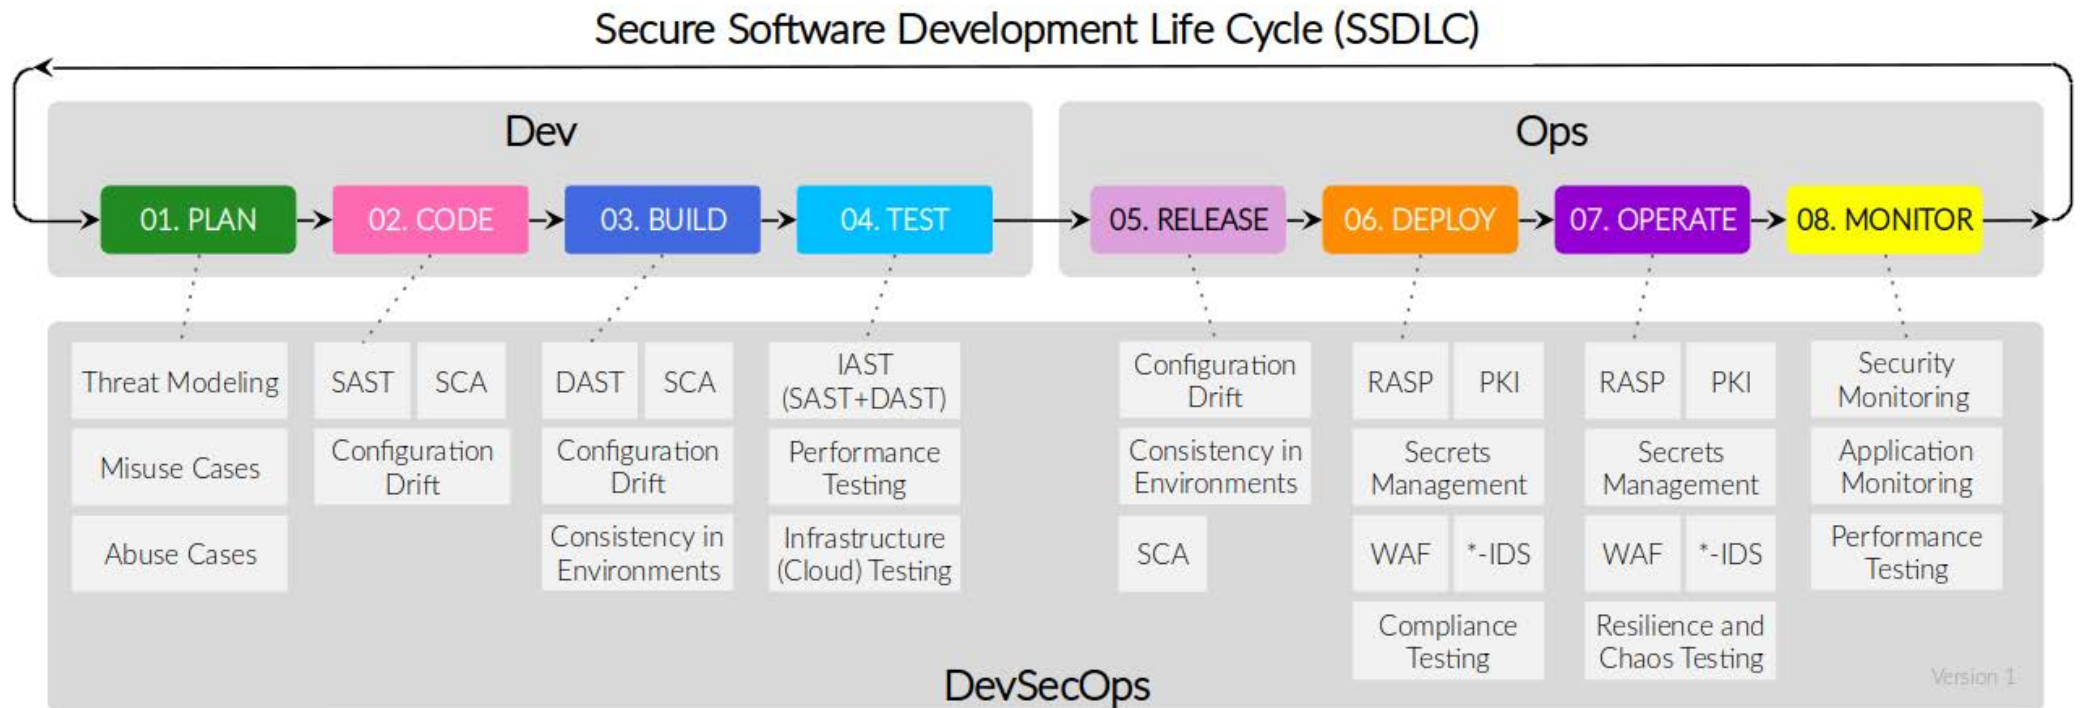 Secure Software Development Life Cycle (SSDLC)
Dev
Ops
01. PLAN
02. CODE
03. BUILD
04. TEST
05. RELEASE
06. DEPLOY
07. OPERATE
08. MONITOR
Threat Modeling
Misuse Cases
Abuse Cases
SAST
SCA
Configuration
Drift
DAST
SCA
Configuration
Drift
Consistency in
Environments
IAST
(SAST+DAST)
Performance
Testing
Infrastructure
(Cloud) Testing
Configuration
Drift
Consistency in
Environments
SCA
RASP
PKI
Secrets
Management
WAF
*-IDS
Compliance
Testing
RASP
PKI
Secrets
Management
WAF
*-IDS
Resilience and
Chaos Testing
Security
Monitoring
Application
Monitoring
Performance
Testing
DevSecOps
Version 1